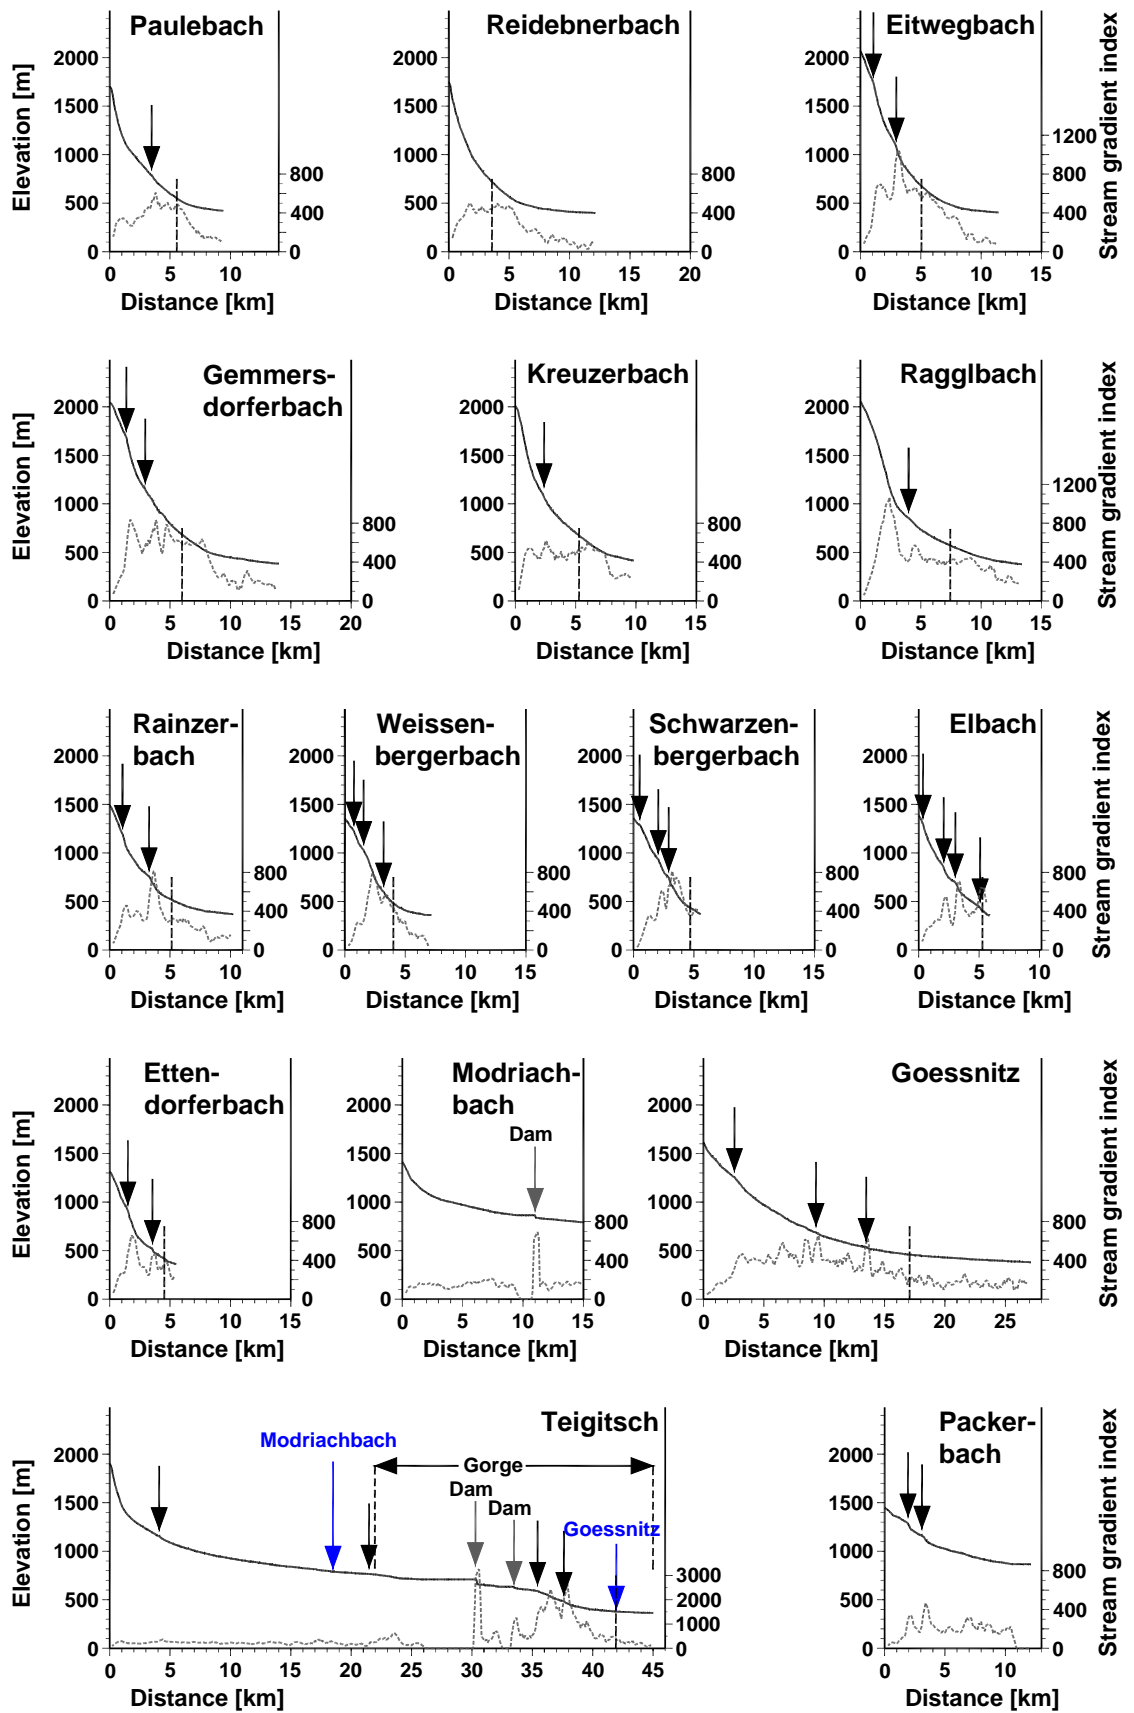 Paulebach
Reidebnerbach
Eitwegbach
Elevation [m]
2000
1500
1000
500
0
800
400
0
0 5 10
Distance [km]
2000
1500
1000
500
0
800
400
0
0 5 10 15 20
Distance [km]
2000
1500
1000
500
0
1200
800
400
0
0 5 10 15
Distance [km]
Stream gradient index
Gemmers-
dorferbach
Kreuzerbach
Ragglbach
Elevation [m]
2000
1500
1000
500
0
800
400
0
0 5 10 15 20
Distance [km]
2000
1500
1000
500
0
800
400
0
0 5 10 15
Distance [km]
2000
1500
1000
500
0
1200
800
400
0
0 5 10 15
Distance [km]
Stream gradient index
Rainzer-
bach
Weissen-
bergerbach
Schwarzen-
bergerbach
Elbach
Elevation [m]
2000
1500
1000
500
0
800
400
0
0 5 10
Distance [km]
2000
1500
1000
500
0
0 5 10 15
Distance [km]
2000
1500
1000
500
0
800
400
0
0 5 10 15
Distance [km]
2000
1500
1000
500
0
800
400
0
0 5 10
Distance [km]
Stream gradient index
Etten-
dorferbach
Modriach-
bach
Dam
Goessnitz
Elevation [m]
2000
1500
1000
500
0
800
400
0
0 5 10 15
Distance [km]
2000
1500
1000
500
0
800
400
0
0 5 10 15
Distance [km]
2000
1500
1000
500
0
800
400
0
0 5 10 15 20 25
Distance [km]
Stream gradient index
Teigitsch
Modriachbach
Gorge
Dam
Dam
Goessnitz
Packer-
bach
Elevation [m]
2000
1500
1000
500
0
3000
2000
1000
0
0 5 10 15 20 25 30 35 40 45
Distance [km]
2000
1500
1000
500
0
800
400
0
0 5 10
Distance [km]
Stream gradient index